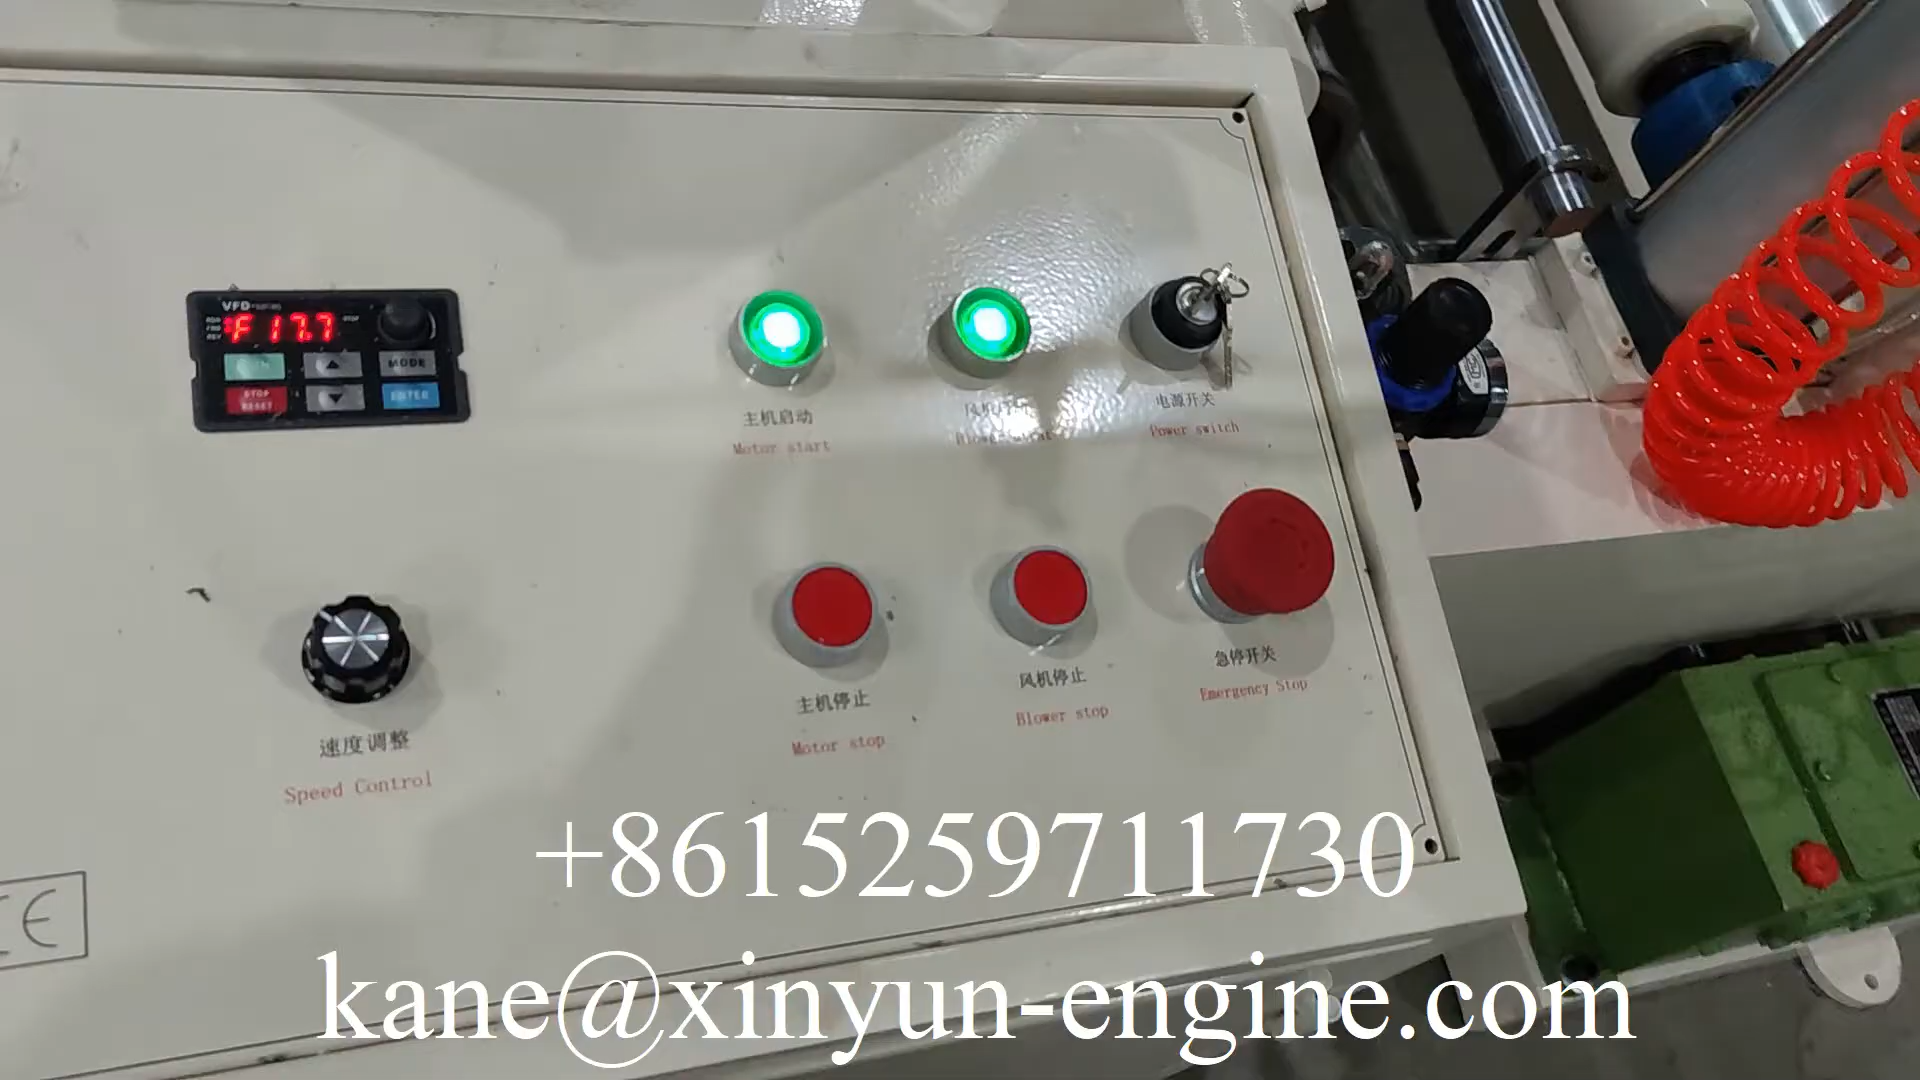 VFD
F 17.7
MODE
STOP
RESET
ENTER
主机启动
Motor start
电源开关
Power switch
主机停止
Motor stop
风机停止
Blower stop
急停开关
Emergency Stop
速度调整
Speed Control
CE
+8615259711730
kane@xinyun-engine.com